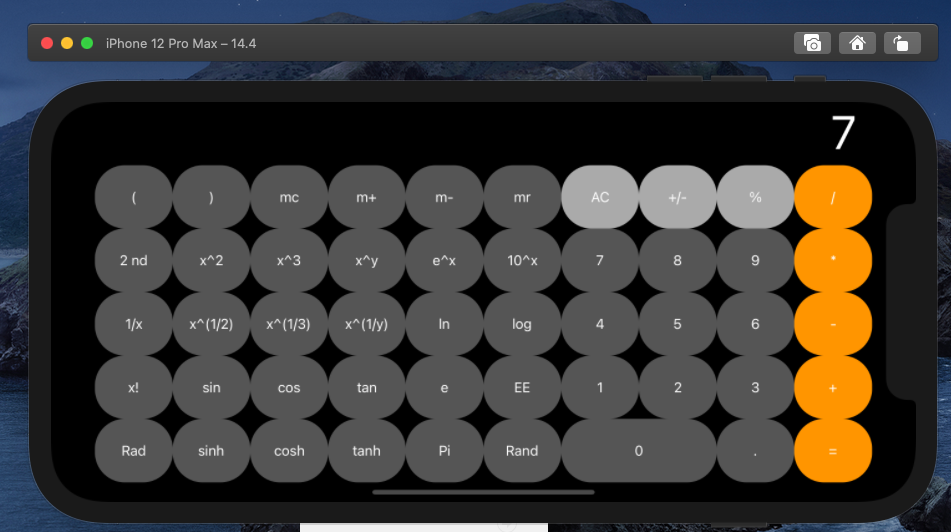 iPhone 12 Pro Max – 14.4
7
( ) mc m+ m- mr AC +/- % /
2 nd x^2 x^3 x^y e^x 10^x 7 8 9 *
1/x x^(1/2) x^(1/3) x^(1/y) ln log 4 5 6 -
x! sin cos tan e EE 1 2 3 +
Rad sinh cosh tanh Pi Rand 0 . =